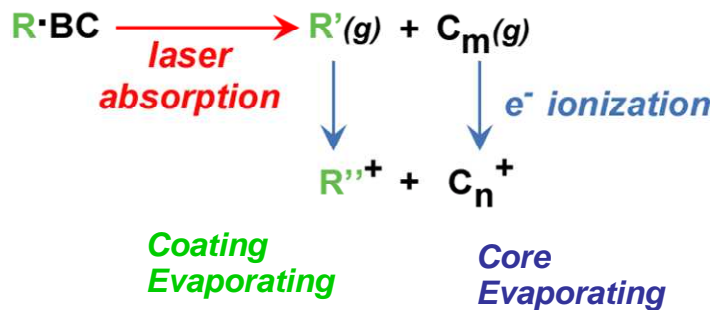 R·BC R'(g) + Cm(g)
laser
absorption
e- ionization
R''+ + Cn+
Coating
Evaporating
Core
Evaporating